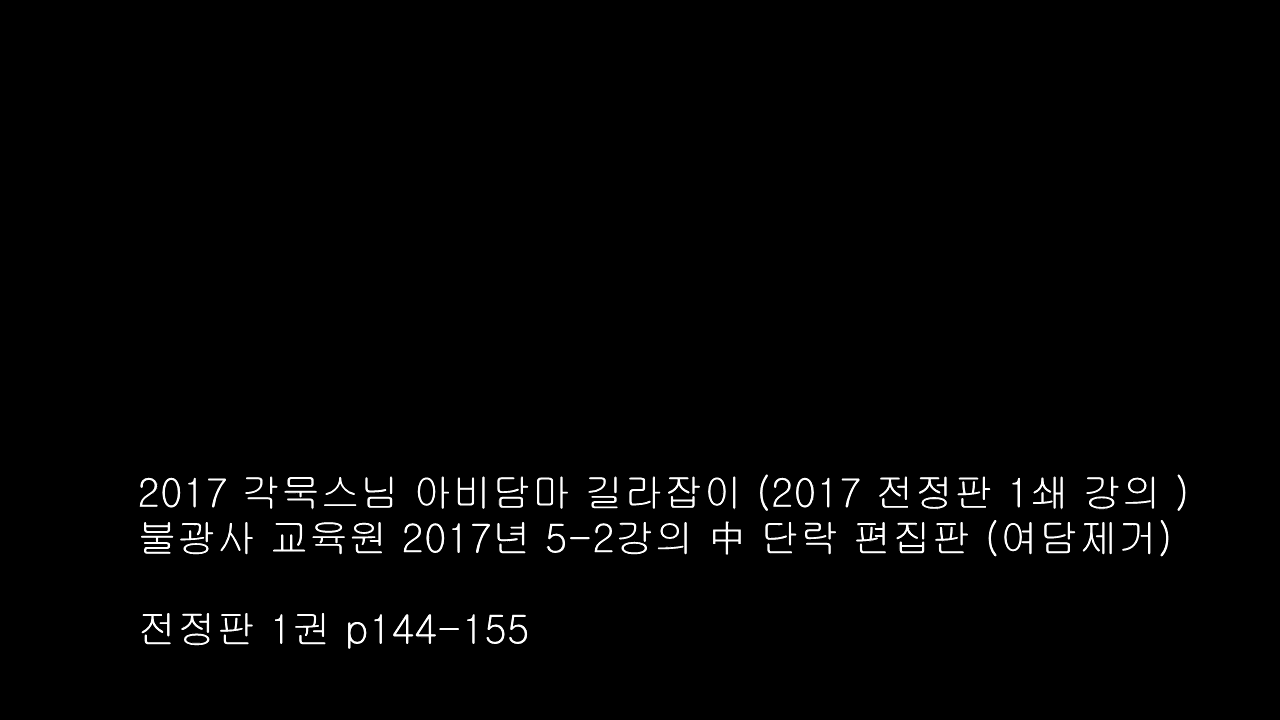 2017 각묵스님 아비담마 길라잡이 (2017 전정판 1쇄 강의 )
불광사 교육원 2017년 5-2강의 中 단락 편집판 (여담제거)
전정판 1권 p144-155